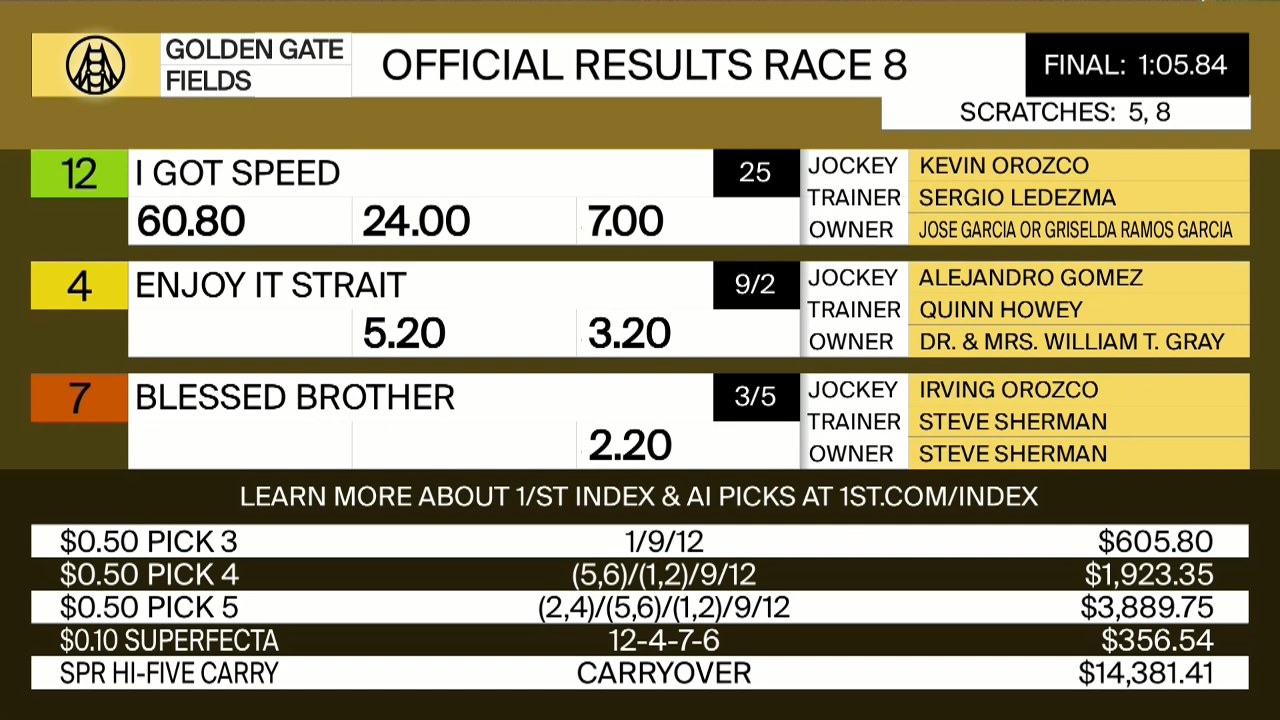 GOLDEN GATE
FIELDS
OFFICIAL RESULTS RACE 8
FINAL: 1:05.84
SCRATCHES: 5, 8
12 I GOT SPEED 25
60.80 24.00 7.00
JOCKEY KEVIN OROZCO
TRAINER SERGIO LEDEZMA
OWNER JOSE GARCIA OR GRISELDA RAMOS GARCIA
4 ENJOY IT STRAIT 9/2
5.20 3.20
JOCKEY ALEJANDRO GOMEZ
TRAINER QUINN HOWEY
OWNER DR. & MRS. WILLIAM T. GRAY
7 BLESSED BROTHER 3/5
2.20
JOCKEY IRVING OROZCO
TRAINER STEVE SHERMAN
OWNER STEVE SHERMAN
LEARN MORE ABOUT 1/ST INDEX & AI PICKS AT 1ST.COM/INDEX
$0.50 PICK 3 1/9/12 $605.80
$0.50 PICK 4 (5,6)/(1,2)/9/12 $1,923.35
$0.50 PICK 5 (2,4)/(5,6)/(1,2)/9/12 $3,889.75
$0.10 SUPERFECTA 12-4-7-6 $356.54
SPR HI-FIVE CARRY CARRYOVER $14,381.41